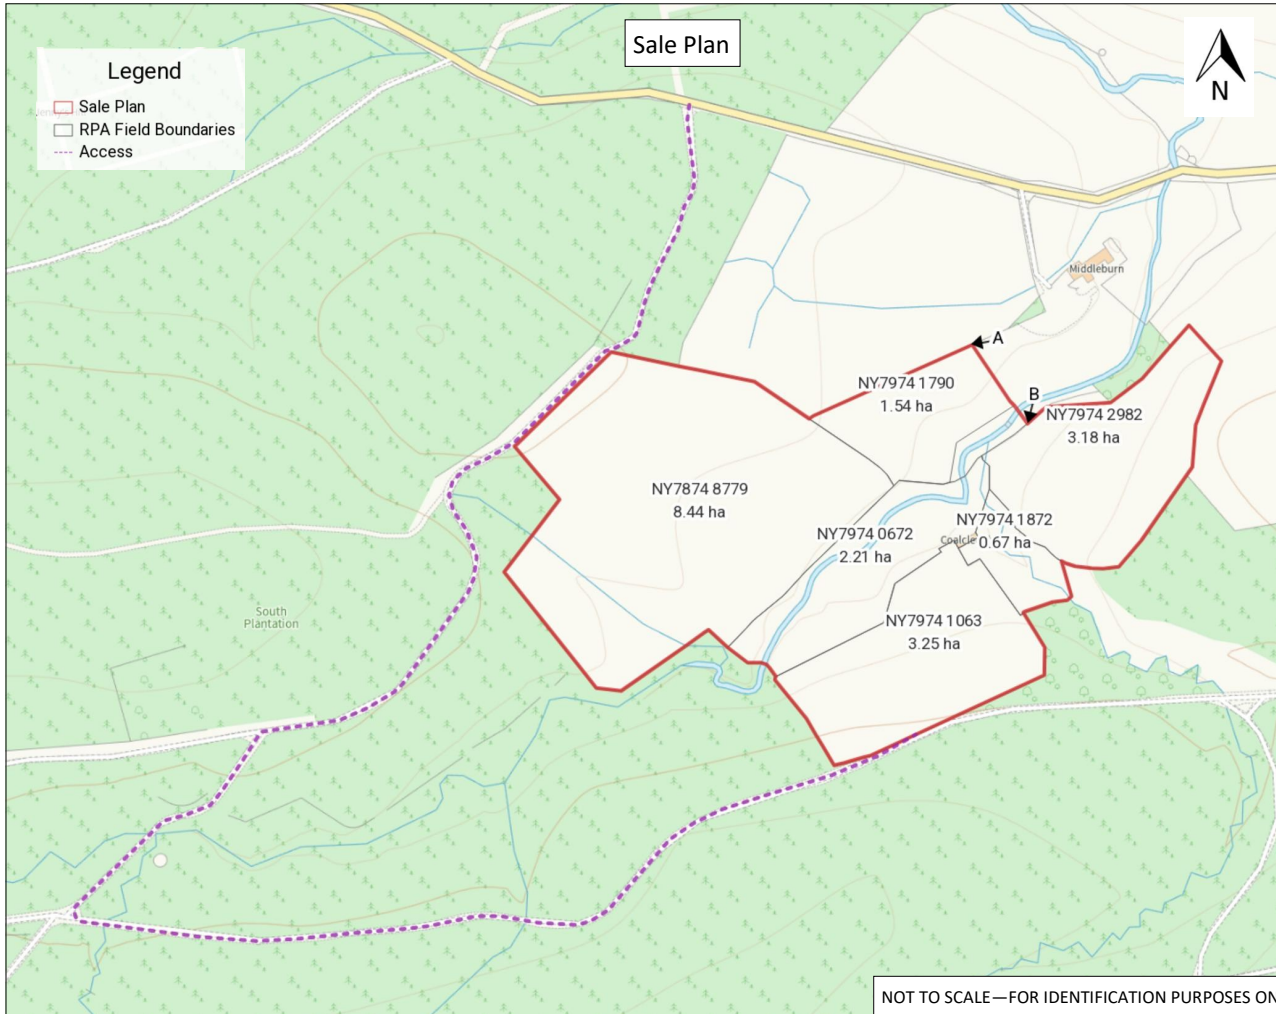 Sale Plan
N
Legend
Sale Plan
RPA Field Boundaries
Access
Middleburn
A
NY7974 1790
1.54 ha
B
NY7974 2982
3.18 ha
NY7874 8779
8.44 ha
NY7974 0672
2.21 ha
NY7974 1872
0.67 ha
Coalcle
NY7974 1063
3.25 ha
South
Plantation
NOT TO SCALE—FOR IDENTIFICATION PURPOSES ON